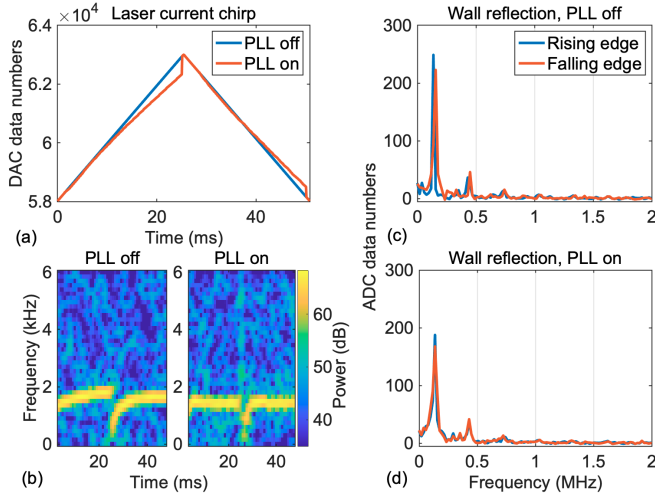 Laser current chirp
6.4 ×10⁴
DAC data numbers
6.2
6
5.8
PLL off
PLL on
0
20
40
Time (ms)
(a)
Wall reflection, PLL off
300
200
100
0
Rising edge
Falling edge
0
0.5
1
1.5
2
(c)
ADC data numbers
PLL off
PLL on
6
4
2
0
Frequency (kHz)
6
4
2
0
60
40
Power (dB)
20
40
20
40
Time (ms)
(b)
Wall reflection, PLL on
300
200
100
0
0
0.5
1
1.5
2
Frequency (MHz)
(d)